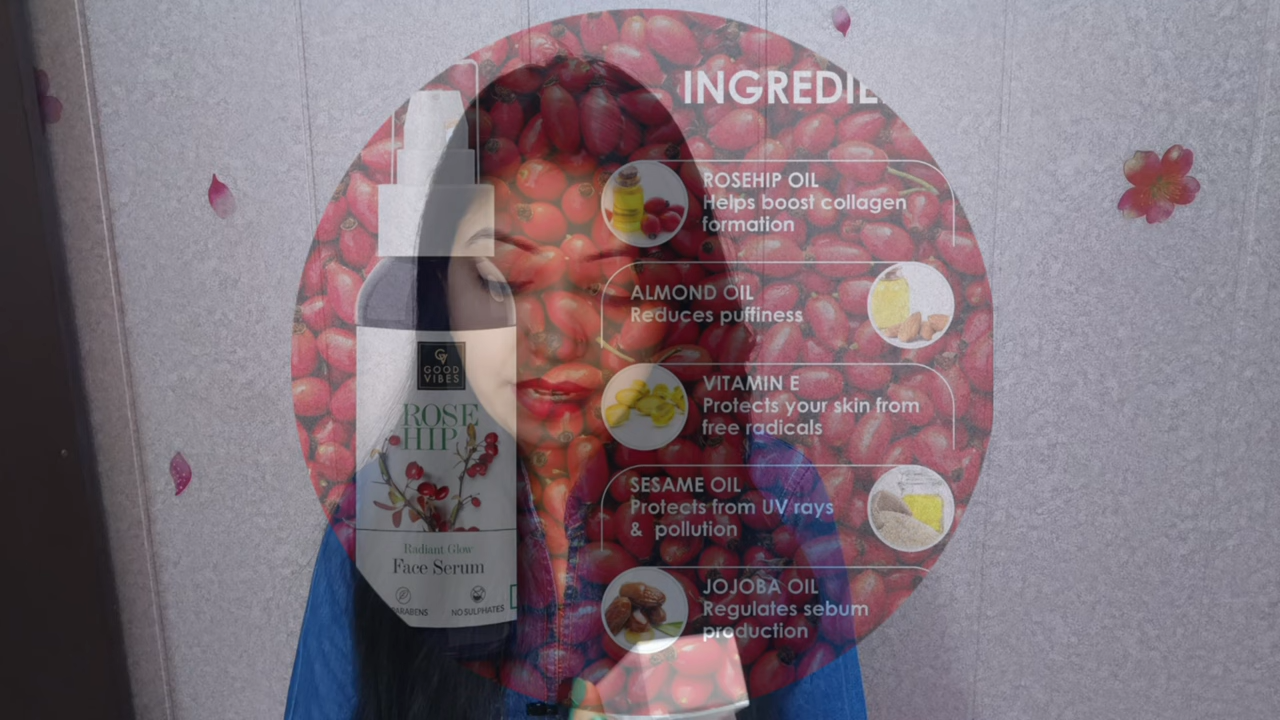 INGREDIE
ROSEHIP OIL
Helps boost collagen
formation
ALMOND OIL
Reduces puffiness
VITAMIN E
Protects your skin from
free radicals
SESAME OIL
Protects from UV rays
& pollution
JOJOBA OIL
Regulates sebum
production
GV
GOOD
VIBES
ROSE
HIP
Radiant Glow
Face Serum
ARABENS
NO SULPHATES